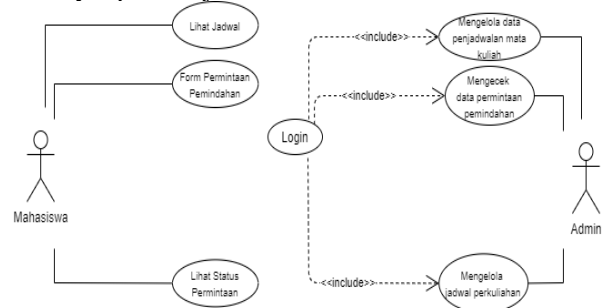 Lihat Jadwal
Form Permintaan
Pemindahan
Mahasiswa
Lihat Status
Permintaan
Login
<<include>>
<<include>>
<<include>>
Mengelola data
penjadwalan mata
kuliah
Mengecek
data permintaan
pemindahan
Admin
Mengelola
jadwal perkuliahan